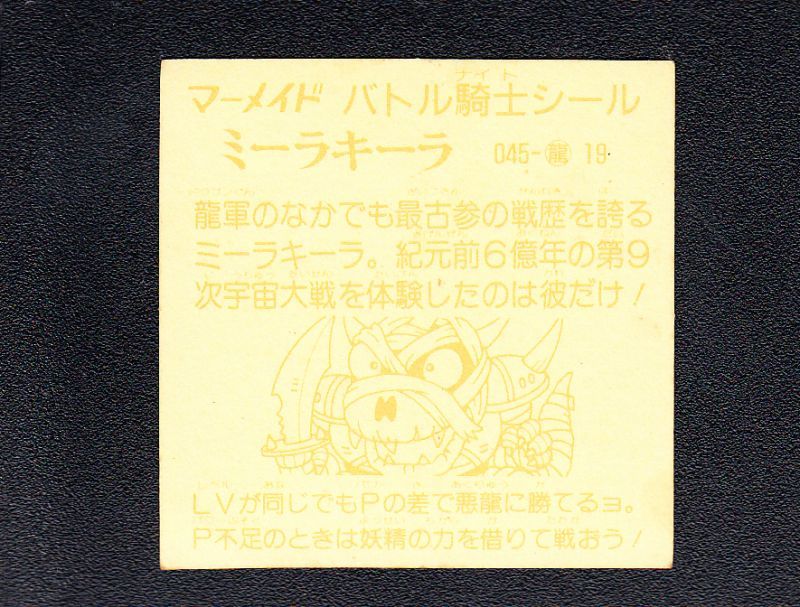 マーメイド バトル騎士シール
ナイト
ミーラキーラ 045-龍 19
龍軍のなかでも最古参の戦歴を誇る
ミーラキーラ。紀元前6億年の第9
次宇宙大戦を体験したのは彼だけ!
LVが同じでもPの差で悪龍に勝てるヨ。
P不足のときは妖精の力を借りて戦おう!